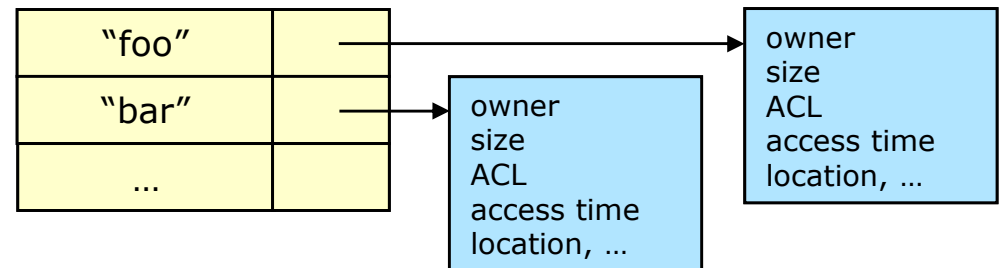 “foo”
“bar”
…
owner
size
ACL
access time
location, …
owner
size
ACL
access time
location, …